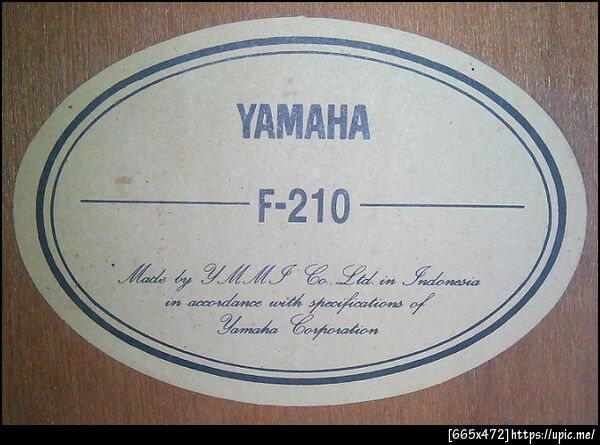 YAMAHA
F-210
Made by YMMI Co. Ltd. in Indonesia
in accordance with specifications of
Yamaha Corporation
[665x472]https://upic.me/